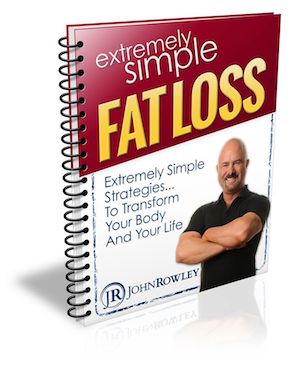 extremely
simple
FAT LOSS
Extremely Simple
Strategies...
To Transform
Your Body
And Your Life
JR JOHNROWLEY